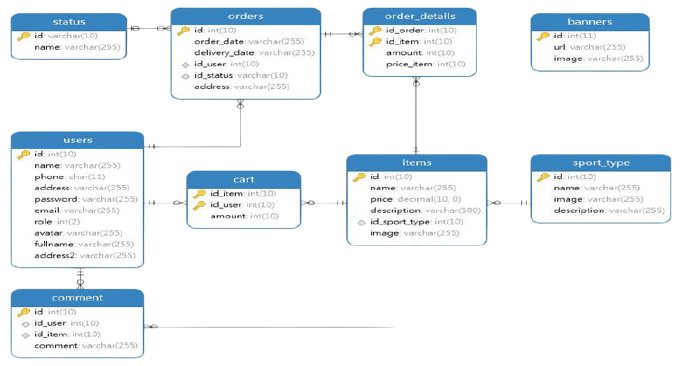 status
id: varchar(10)
name: varchar(255)
orders
id: int(10)
order_date: varchar(255)
delivery_date: varchar(255)
id_user: int(10)
id_status: varchar(10)
address: varchar(255)
order_details
id_order: int(10)
id_item: int(10)
amount: int(10)
price_item: int(10)
banners
id: int(11)
url: varchar(255)
image: varchar(255)
users
id: int(10)
name: varchar(255)
phone: char(11)
address: varchar(255)
password: varchar(255)
email: varchar(255)
role: int(2)
avatar: varchar(255)
fullname: varchar(255)
address2: varchar(255)
cart
id_item: int(10)
id_user: int(10)
amount: int(10)
items
id: int(10)
name: varchar(255)
price: decimal(10, 0)
description: varchar(500)
id_sport_type: int(10)
image: varchar(255)
sport_type
id: int(10)
name: varchar(255)
image: varchar(255)
description: varchar(255)
comment
id: int(10)
id_user: int(10)
id_item: int(10)
comment: varchar(255)